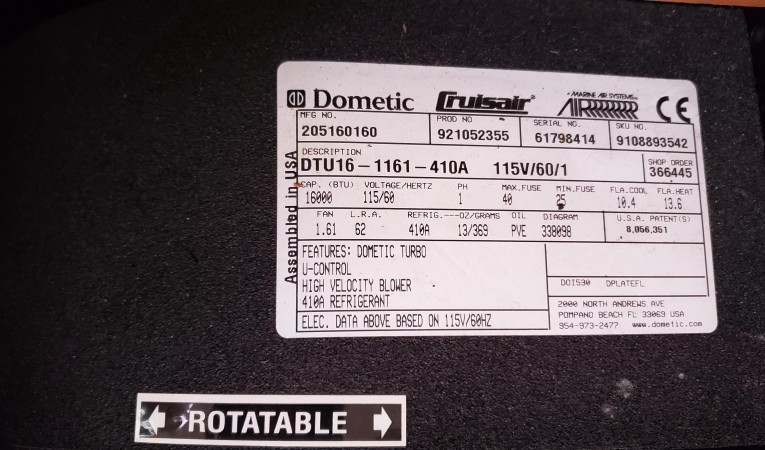 Dometic Cruisair MARINE AIR SYSTEMS AIR CE
MFG NO. PROD NO SERIAL NO. SKU NO.
205160160 921052355 61798414 9108893542
DESCRIPTION
DTU16-1161-410A 115V/60/1
SHOP ORDER
366445
CAP. (BTU) VOLTAGE/HERTZ PH MAX.FUSE MIN.FUSE FLA.COOL FLA.HEAT
16000 115/60 1 40 25 10.4 13.6
FAN L.R.A. REFRIG.---OZ/GRAMS OIL DIAGRAM U.S.A. PATENT(S)
1.61 62 410A 13/369 PVE 338098 8,056,351
FEATURES: DOMETIC TURBO
U-CONTROL
HIGH VELOCITY BLOWER
410A REFRIGERANT
ELEC. DATA ABOVE BASED ON 115V/60HZ
DOI530 DPLATEFL
2000 NORTH ANDREWS AVE
POMPANO BEACH FL 33069 USA
954-973-2477 www.dometic.com
Assembled in USA
ROTATABLE